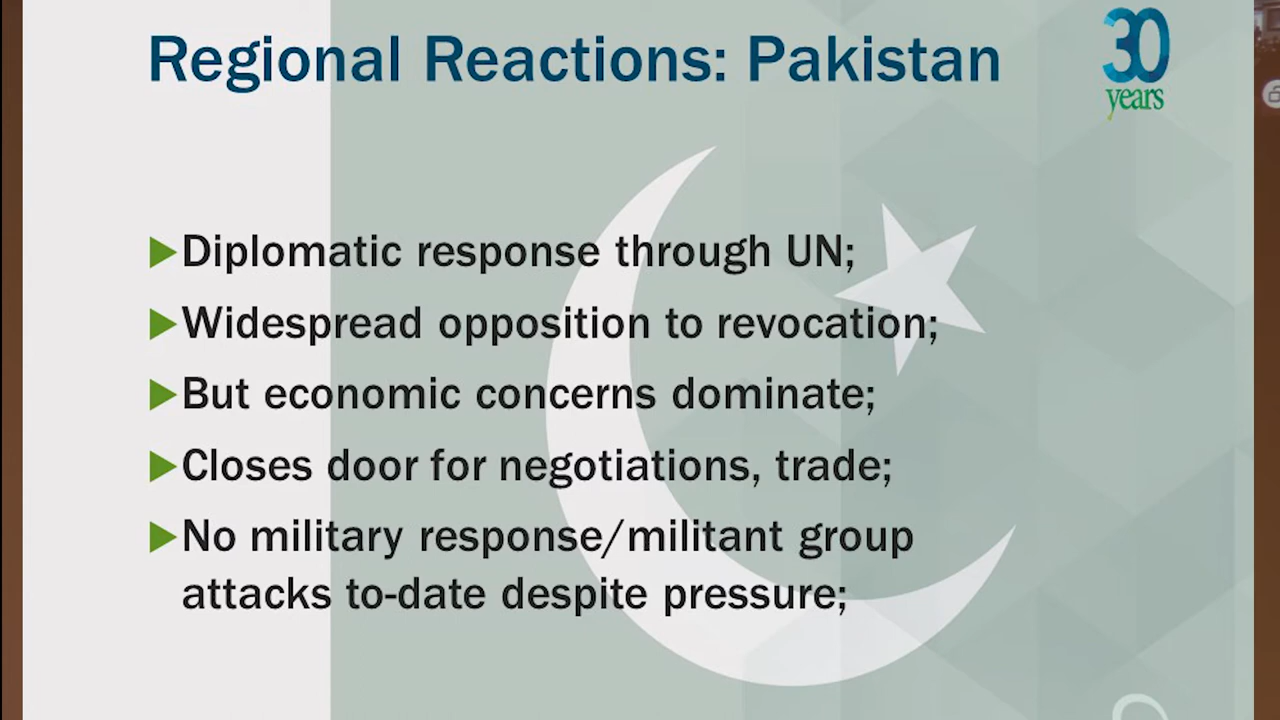 Regional Reactions: Pakistan
30
years
Diplomatic response through UN;
Widespread opposition to revocation;
But economic concerns dominate;
Closes door for negotiations, trade;
No military response/militant group
attacks to-date despite pressure;